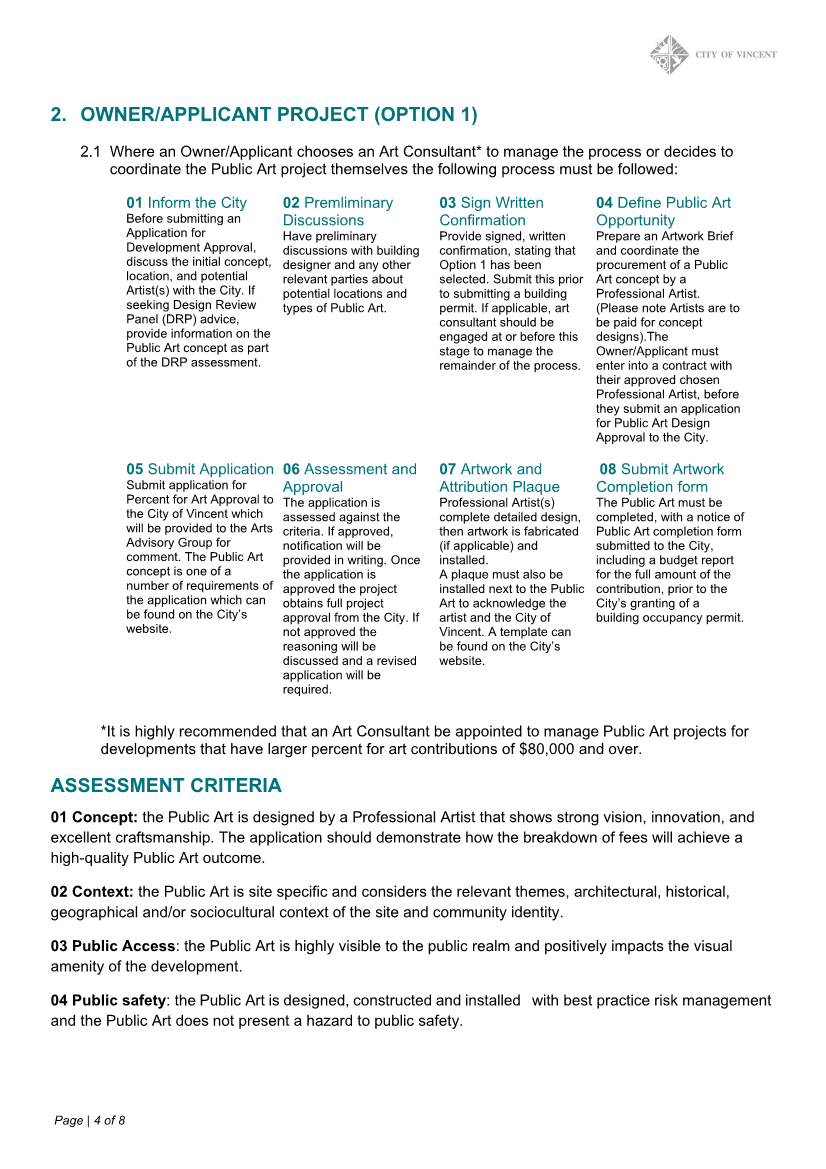 CITY OF VINCENT
2. OWNER/APPLICANT PROJECT (OPTION 1)
2.1 Where an Owner/Applicant chooses an Art Consultant* to manage the process or decides to
coordinate the Public Art project themselves the following process must be followed:
01 Inform the City
Before submitting an
Application for
Development Approval,
discuss the initial concept,
location, and potential
Artist(s) with the City. If
seeking Design Review
Panel (DRP) advice,
provide information on the
Public Art concept as part
of the DRP assessment.
02 Premliminary
Discussions
Have preliminary
discussions with building
designer and any other
relevant parties about
potential locations and
types of Public Art.
03 Sign Written
Confirmation
Provide signed, written
confirmation, stating that
Option 1 has been
selected. Submit this prior
to submitting a building
permit. If applicable, art
consultant should be
engaged at or before this
stage to manage the
remainder of the process.
04 Define Public Art
Opportunity
Prepare an Artwork Brief
and coordinate the
procurement of a Public
Art concept by a
Professional Artist.
(Please note Artists are to
be paid for concept
designs).The
Owner/Applicant must
enter into a contract with
their approved chosen
Professional Artist, before
they submit an application
for Public Art Design
Approval to the City.
05 Submit Application
Submit application for
Percent for Art Approval to
the City of Vincent which
will be provided to the Arts
Advisory Group for
comment. The Public Art
concept is one of a
number of requirements of
the application which can
be found on the City's
website.
06 Assessment and
Approval
The application is
assessed against the
criteria. If approved,
notification will be
provided in writing. Once
the application is
approved the project
obtains full project
approval from the City. If
not approved the
reasoning will be
discussed and a revised
application will be
required.
07 Artwork and
Attribution Plaque
Professional Artist(s)
complete detailed design,
then artwork is fabricated
(if applicable) and
installed.
A plaque must also be
installed next to the Public
Art to acknowledge the
artist and the City of
Vincent. A template can
be found on the City's
website.
08 Submit Artwork
Completion form
The Public Art must be
completed, with a notice of
Public Art completion form
submitted to the City,
including a budget report
for the full amount of the
contribution, prior to the
City's granting of a
building occupancy permit.
*It is highly recommended that an Art Consultant be appointed to manage Public Art projects for
developments that have larger percent for art contributions of $80,000 and over.
ASSESSMENT CRITERIA
01 Concept: the Public Art is designed by a Professional Artist that shows strong vision, innovation, and
excellent craftsmanship. The application should demonstrate how the breakdown of fees will achieve a
high-quality Public Art outcome.
02 Context: the Public Art is site specific and considers the relevant themes, architectural, historical,
geographical and/or sociocultural context of the site and community identity.
03 Public Access: the Public Art is highly visible to the public realm and positively impacts the visual
amenity of the development.
04 Public safety: the Public Art is designed, constructed and installed with best practice risk management
and the Public Art does not present a hazard to public safety.
Page | 4 of 8